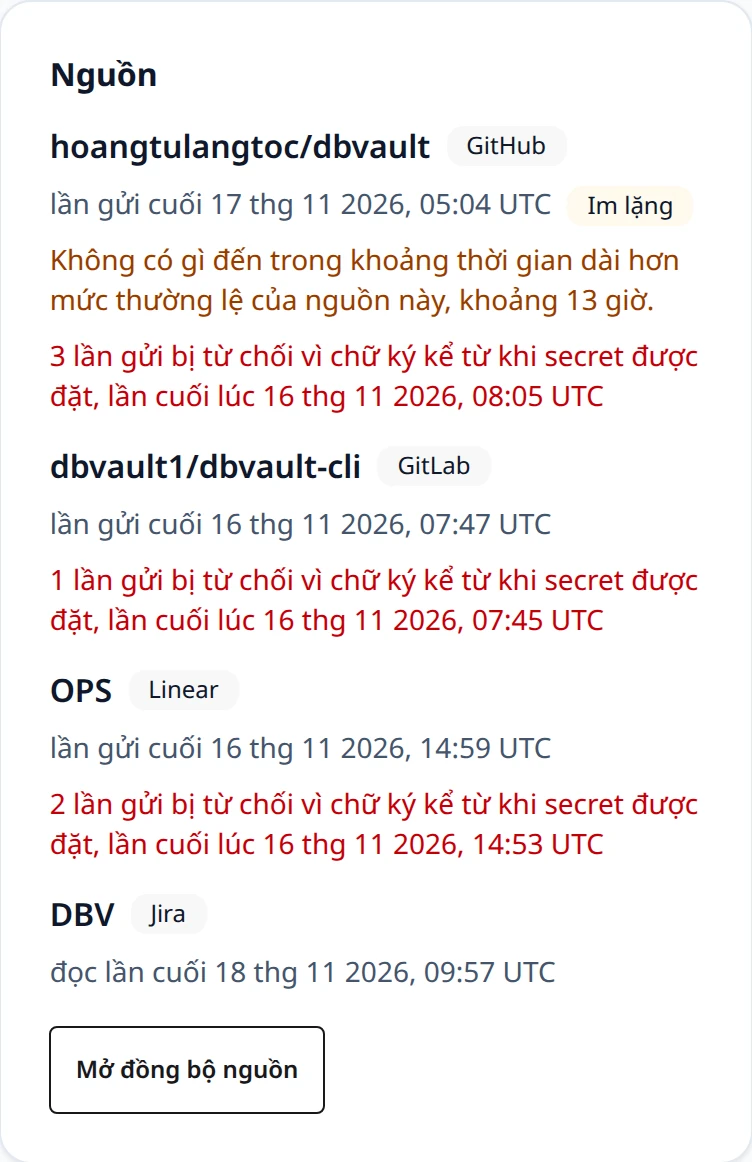 Nguồn
hoangtulangtoc/dbvault GitHub
lần gửi cuối 17 thg 11 2026, 05:04 UTC Im lặng
Không có gì đến trong khoảng thời gian dài hơn
mức thường lệ của nguồn này, khoảng 13 giờ.
3 lần gửi bị từ chối vì chữ ký kể từ khi secret được
đặt, lần cuối lúc 16 thg 11 2026, 08:05 UTC
dbvault1/dbvault-cli GitLab
lần gửi cuối 16 thg 11 2026, 07:47 UTC
1 lần gửi bị từ chối vì chữ ký kể từ khi secret được
đặt, lần cuối lúc 16 thg 11 2026, 07:45 UTC
OPS Linear
lần gửi cuối 16 thg 11 2026, 14:59 UTC
2 lần gửi bị từ chối vì chữ ký kể từ khi secret được
đặt, lần cuối lúc 16 thg 11 2026, 14:53 UTC
DBV Jira
đọc lần cuối 18 thg 11 2026, 09:57 UTC
Mở đồng bộ nguồn